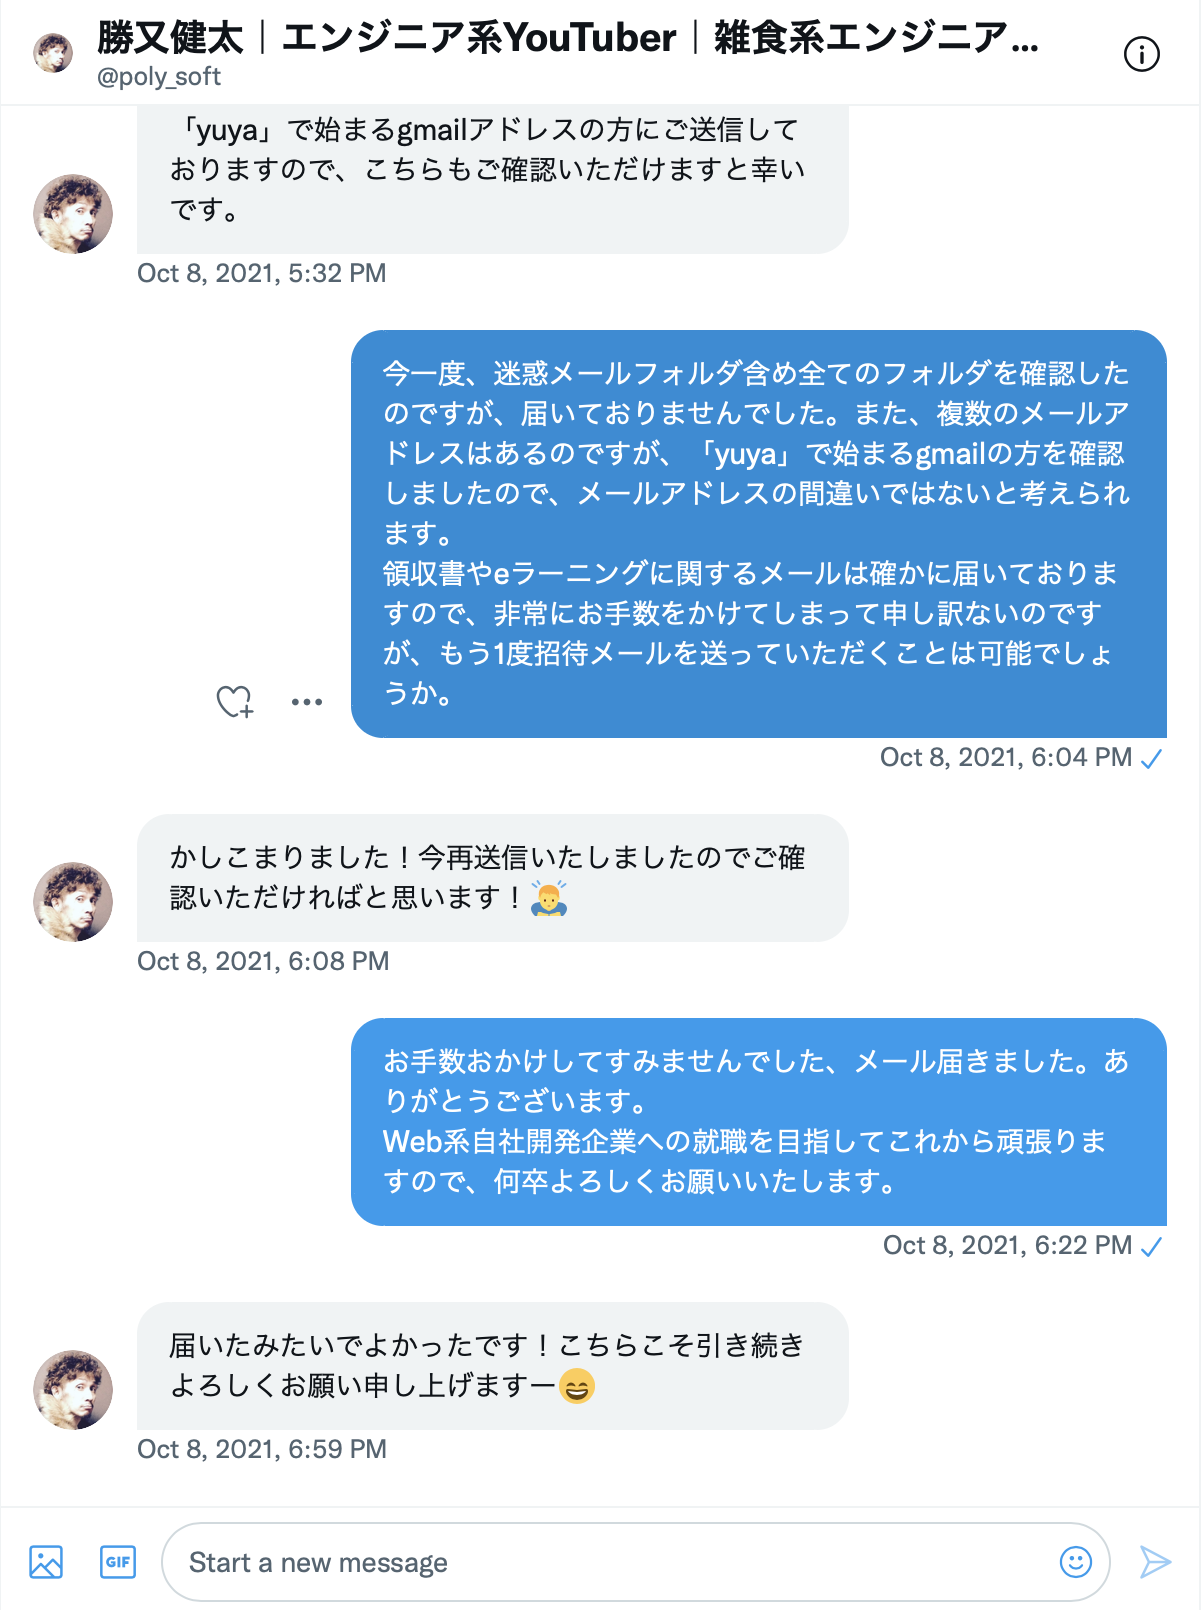 勝又健太｜エンジニア系YouTuber｜雑食系エンジニア...
@poly_soft
「yuya」で始まるgmailアドレスの方にご送信して
おりますので、こちらもご確認いただけますと幸い
です。
Oct 8, 2021, 5:32 PM
今一度、迷惑メールフォルダ含め全てのフォルダを確認した
のですが、届いておりませんでした。また、複数のメールア
ドレスはあるのですが、「yuya」で始まるgmailの方を確認
しましたので、メールアドレスの間違いではないと考えられ
ます。
領収書やeラーニングに関するメールは確かに届いておりま
すので、非常にお手数をかけてしまって申し訳ないのです
が、もう1度招待メールを送っていただくことは可能でしょ
うか。
Oct 8, 2021, 6:04 PM
かしこまりました！今再送信いたしましたのでご確
認いただければと思います！🙇‍♂️
Oct 8, 2021, 6:08 PM
お手数おかけしてすみませんでした、メール届きました。あ
りがとうございます。
Web系自社開発企業への就職を目指してこれから頑張りま
すので、何卒よろしくお願いいたします。
Oct 8, 2021, 6:22 PM
届いたみたいでよかったです！こちらこそ引き続き
よろしくお願い申し上げますー😄
Oct 8, 2021, 6:59 PM
GIF
Start a new message